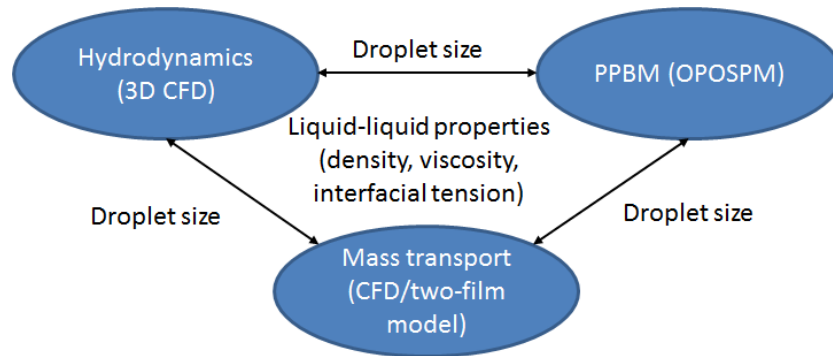 Hydrodynamics
(3D CFD)
Droplet size
PPBM (OPOSPM)
Liquid-liquid properties
(density, viscosity,
interfacial tension)
Droplet size
Droplet size
Mass transport
(CFD/two-film
model)